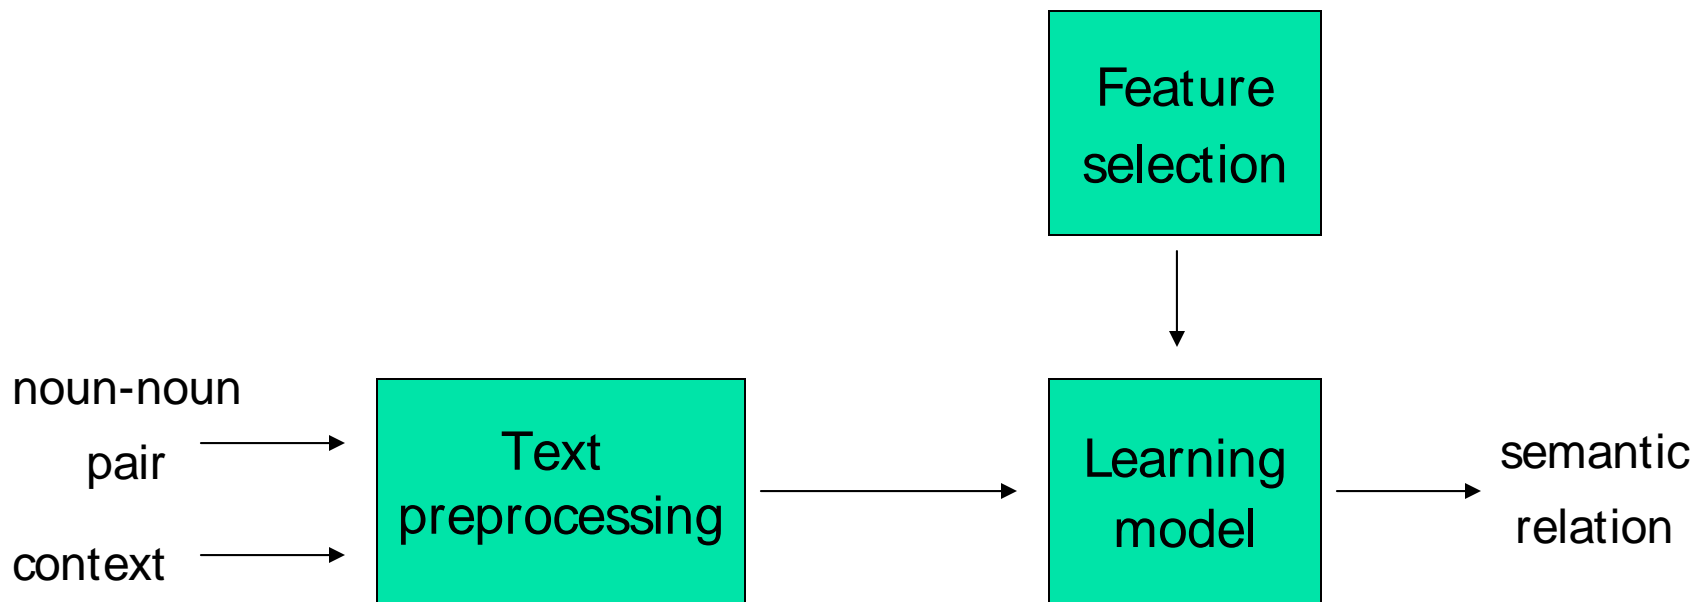 Feature
selection
noun-noun
pair
context
Text
preprocessing
Learning
model
semantic
relation